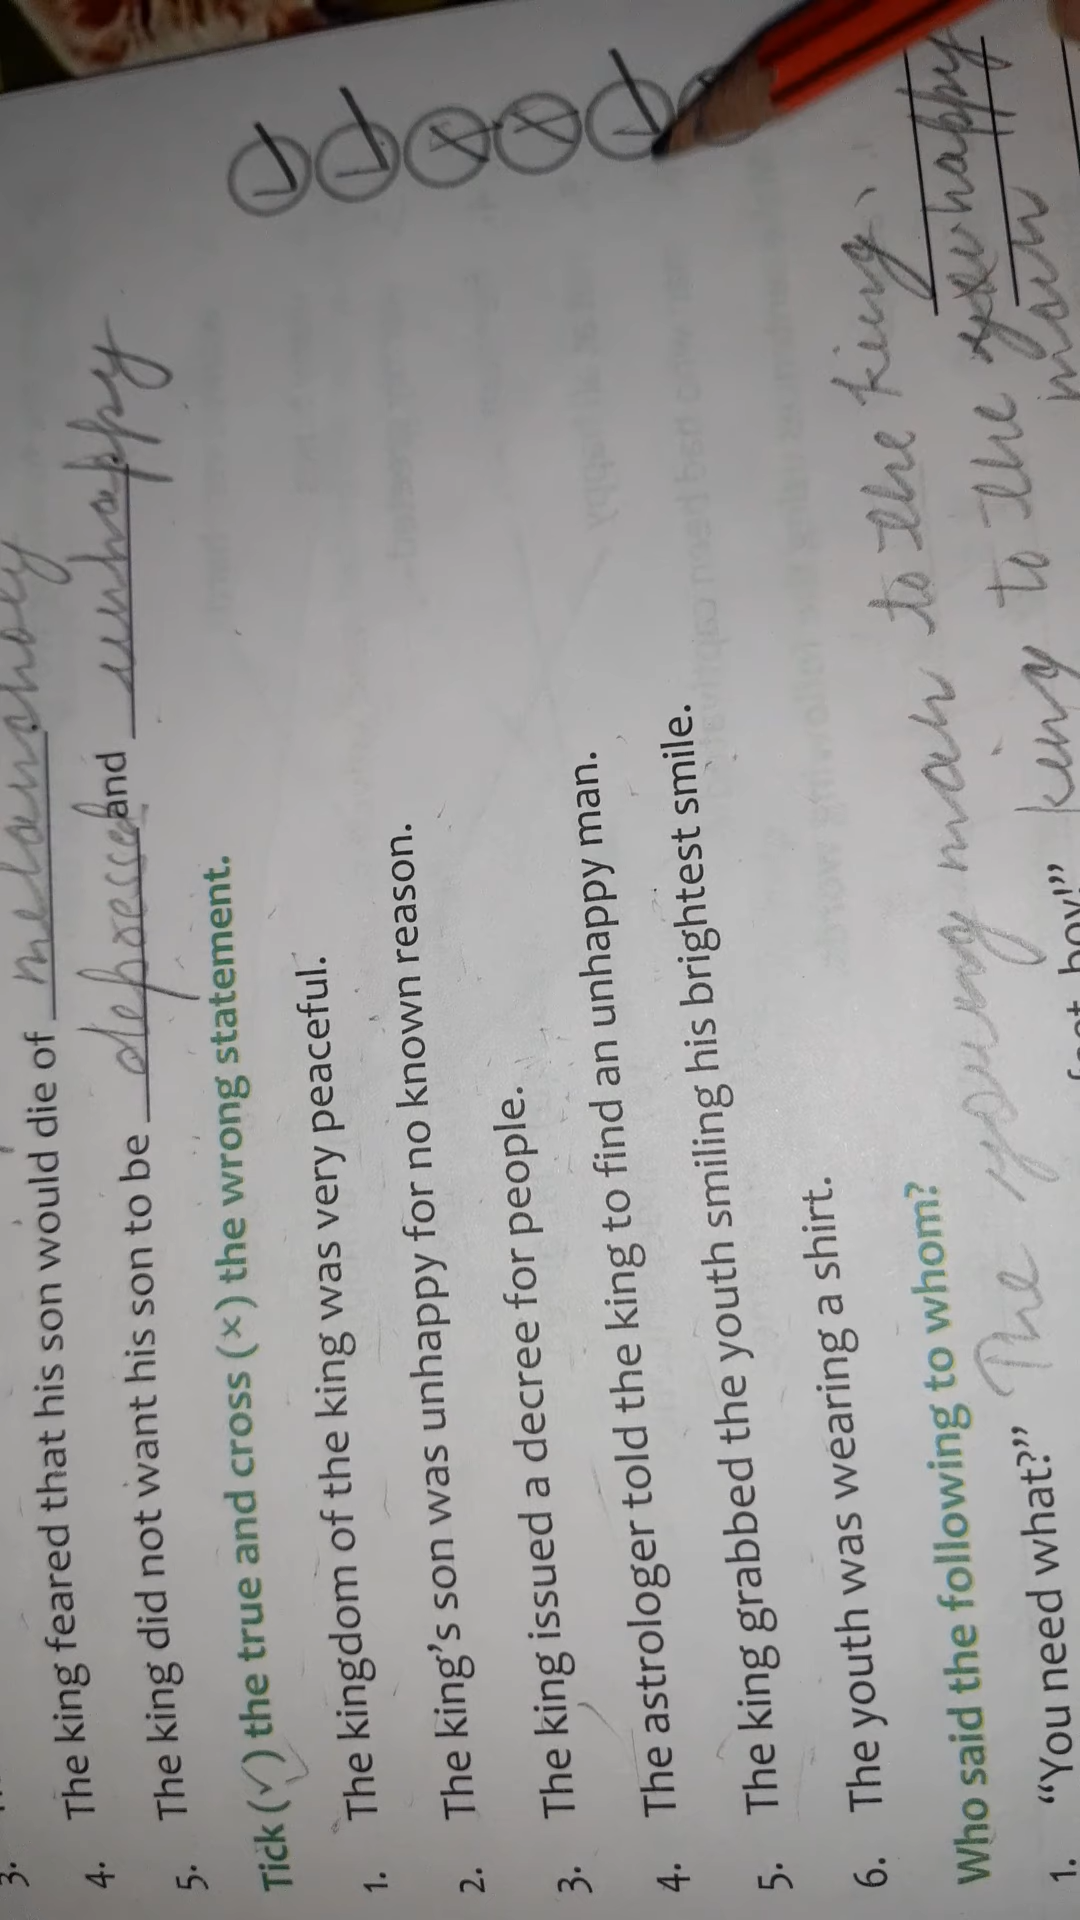 3.
4. The king feared that his son would die of melancholy
5. The king did not want his son to be depressed and unhappy
Tick (✓) the true and cross (×) the wrong statement.
1. The kingdom of the king was very peaceful. ✓
2. The king's son was unhappy for no known reason. ✓
3. The king issued a decree for people. ×
4. The astrologer told the king to find an unhappy man. ×
5. The king grabbed the youth smiling his brightest smile. ✓
6. The youth was wearing a shirt.
Who said the following to whom?
1. “You need what?” The young man to the king.
boy!” king to the unhappy
man